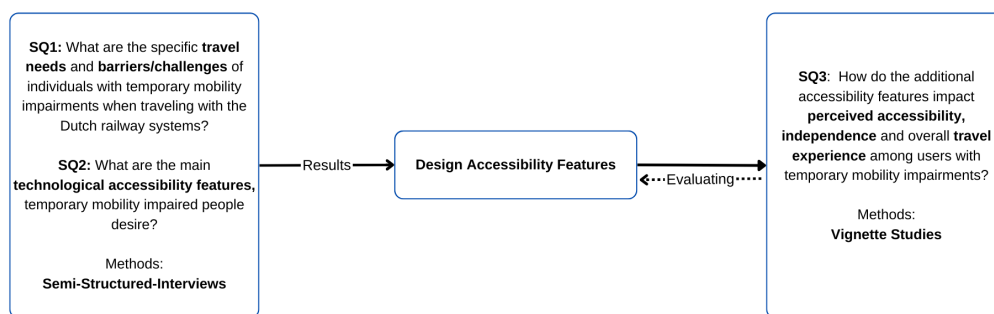 SQ1: What are the specific travel
needs and barriers/challenges of
individuals with temporary mobility
impairments when traveling with the
Dutch railway systems?
SQ2: What are the main
technological accessibility features,
temporary mobility impaired people
desire?
Methods:
Semi-Structured-Interviews
Results
Design Accessibility Features
Evaluating
SQ3: How do the additional
accessibility features impact
perceived accessibility,
independence and overall travel
experience among users with
temporary mobility impairments?
Methods:
Vignette Studies